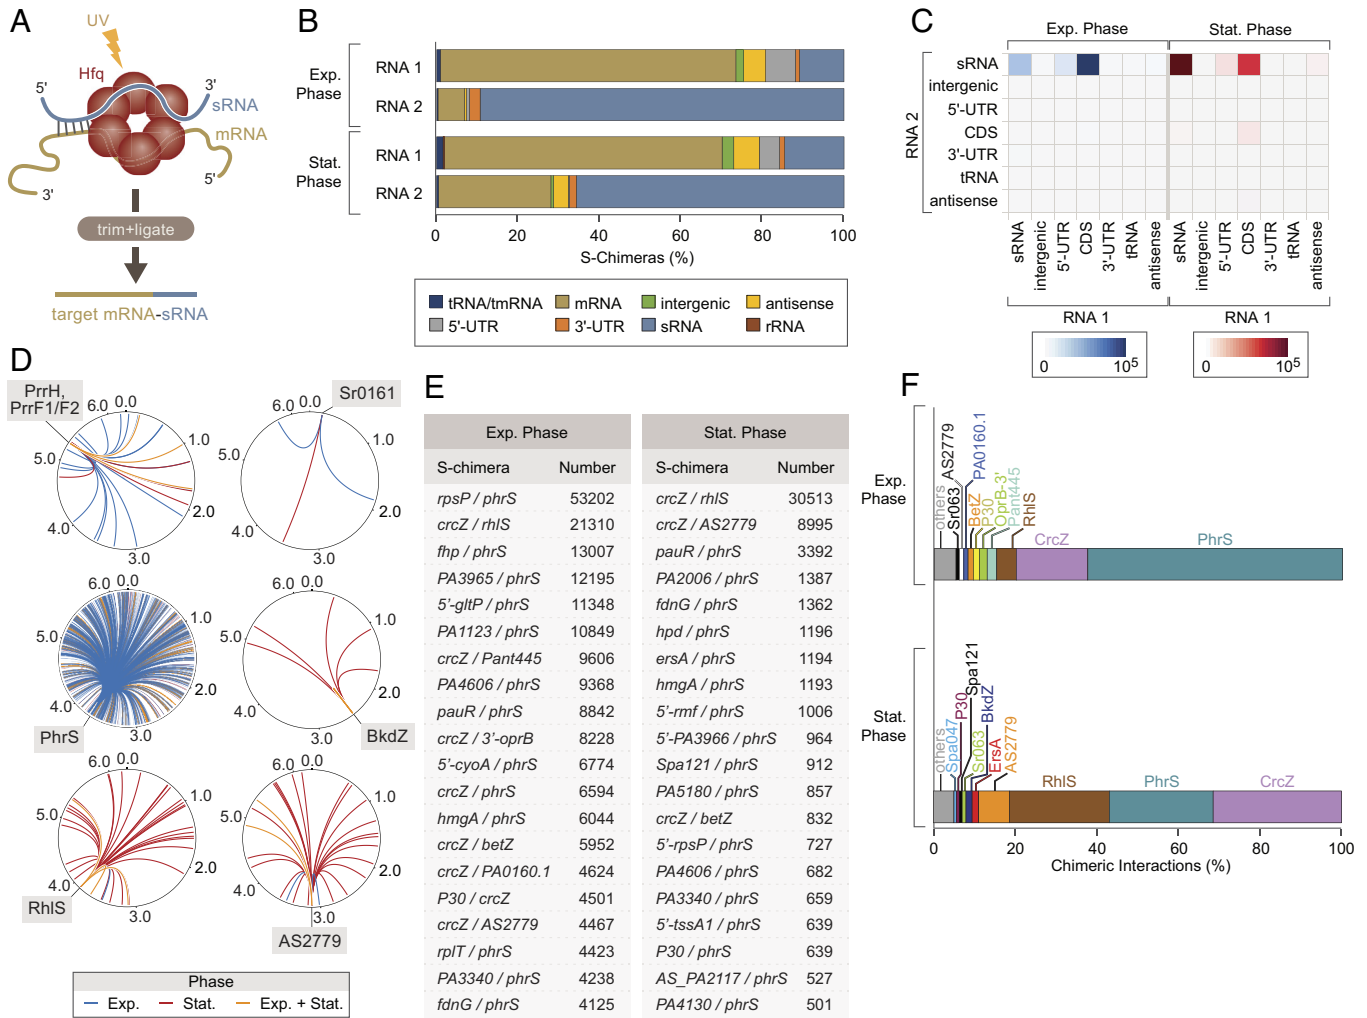 A
UV
Hfq
5'
3'
sRNA
mRNA
3'
5'
trim+ligate
target mRNA-sRNA
B
Exp.
Phase
RNA 1
RNA 2
Stat.
Phase
RNA 1
RNA 2
0 20 40 60 80 100
S-Chimeras (%)
tRNA/tmRNA mRNA intergenic antisense
5'-UTR 3'-UTR sRNA rRNA
C
Exp. Phase Stat. Phase
RNA 2
sRNA
intergenic
5'-UTR
CDS
3'-UTR
tRNA
antisense
sRNA intergenic 5'-UTR CDS 3'-UTR tRNA antisense sRNA intergenic 5'-UTR CDS 3'-UTR tRNA antisense
RNA 1 RNA 1
0 10⁵ 0 10⁵
D
PrrH,
PrrF1/F2
6.0 0.0 1.0 2.0 3.0 4.0 5.0
Sr0161
6.0 0.0 1.0 2.0 3.0 4.0 5.0
PhrS
6.0 0.0 1.0 2.0 3.0 4.0 5.0
BkdZ
6.0 0.0 1.0 2.0 3.0 4.0 5.0
RhlS
6.0 0.0 1.0 2.0 3.0 4.0 5.0
AS2779
6.0 0.0 1.0 2.0 3.0 4.0 5.0
Phase
Exp. Stat. Exp. + Stat.
E
Exp. Phase Stat. Phase
S-chimera Number S-chimera Number
rpsP / phrS 53202 crcZ / rhlS 30513
crcZ / rhlS 21310 crcZ / AS2779 8995
fhp / phrS 13007 pauR / phrS 3392
PA3965 / phrS 12195 PA2006 / phrS 1387
5'-gltP / phrS 11348 fdnG / phrS 1362
PA1123 / phrS 10849 hpd / phrS 1196
crcZ / Pant445 9606 ersA / phrS 1194
PA4606 / phrS 9368 hmgA / phrS 1193
pauR / phrS 8842 5'-rmf / phrS 1006
crcZ / 3'-oprB 8228 5'-PA3966 / phrS 964
5'-cyoA / phrS 6774 Spa121 / phrS 912
crcZ / phrS 6594 PA5180 / phrS 857
hmgA / phrS 6044 crcZ / betZ 832
crcZ / betZ 5952 5'-rpsP / phrS 727
crcZ / PA0160.1 4624 PA4606 / phrS 682
P30 / crcZ 4501 PA3340 / phrS 659
crcZ / AS2779 4467 5'-tssA1 / phrS 639
rplT / phrS 4423 P30 / phrS 639
PA3340 / phrS 4238 AS_PA2117 / phrS 527
fdnG / phrS 4125 PA4130 / phrS 501
F
Exp.
Phase
others Sr063 AS2779 PA0160.1 BetZ P30 OprB-3' Pant445 RhlS CrcZ PhrS
Stat.
Phase
others Spa047 P30 Spa121 Sr063 BkdZ ErsA AS2779 RhlS PhrS CrcZ
0 20 40 60 80 100
Chimeric Interactions (%)